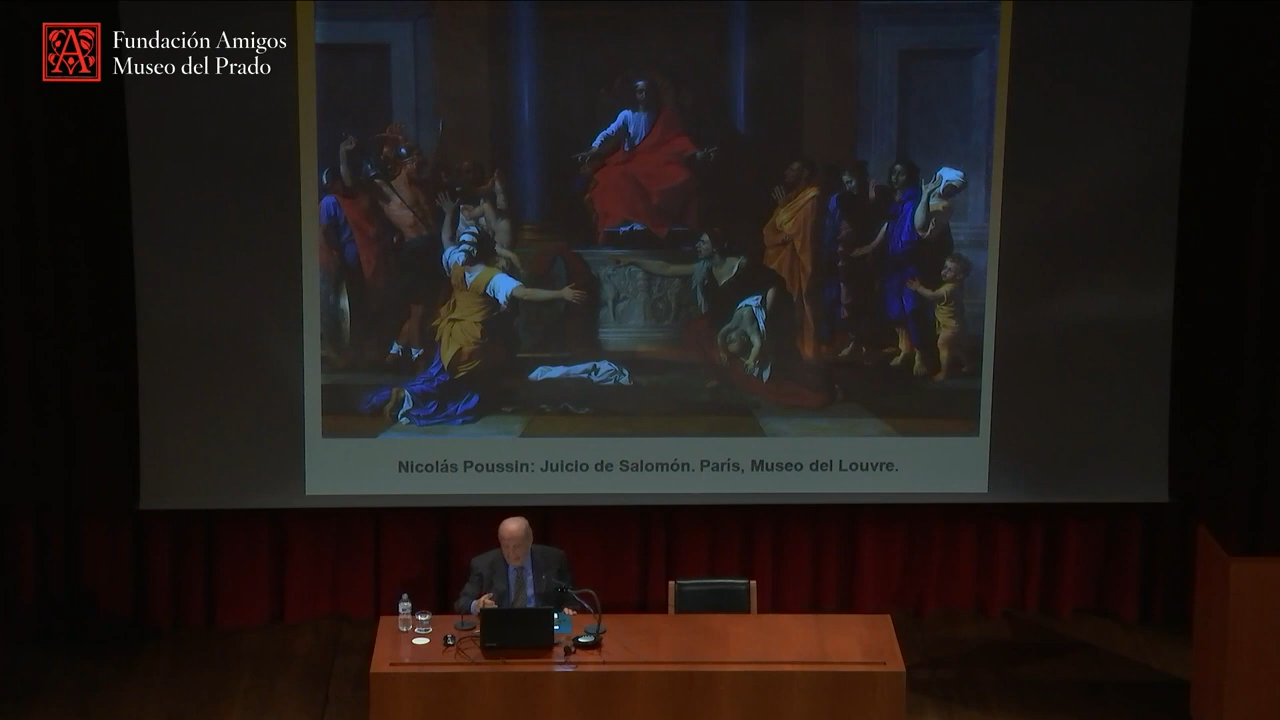 Fundación Amigos
Museo del Prado
Nicolás Poussin: Juicio de Salomón. París, Museo del Louvre.